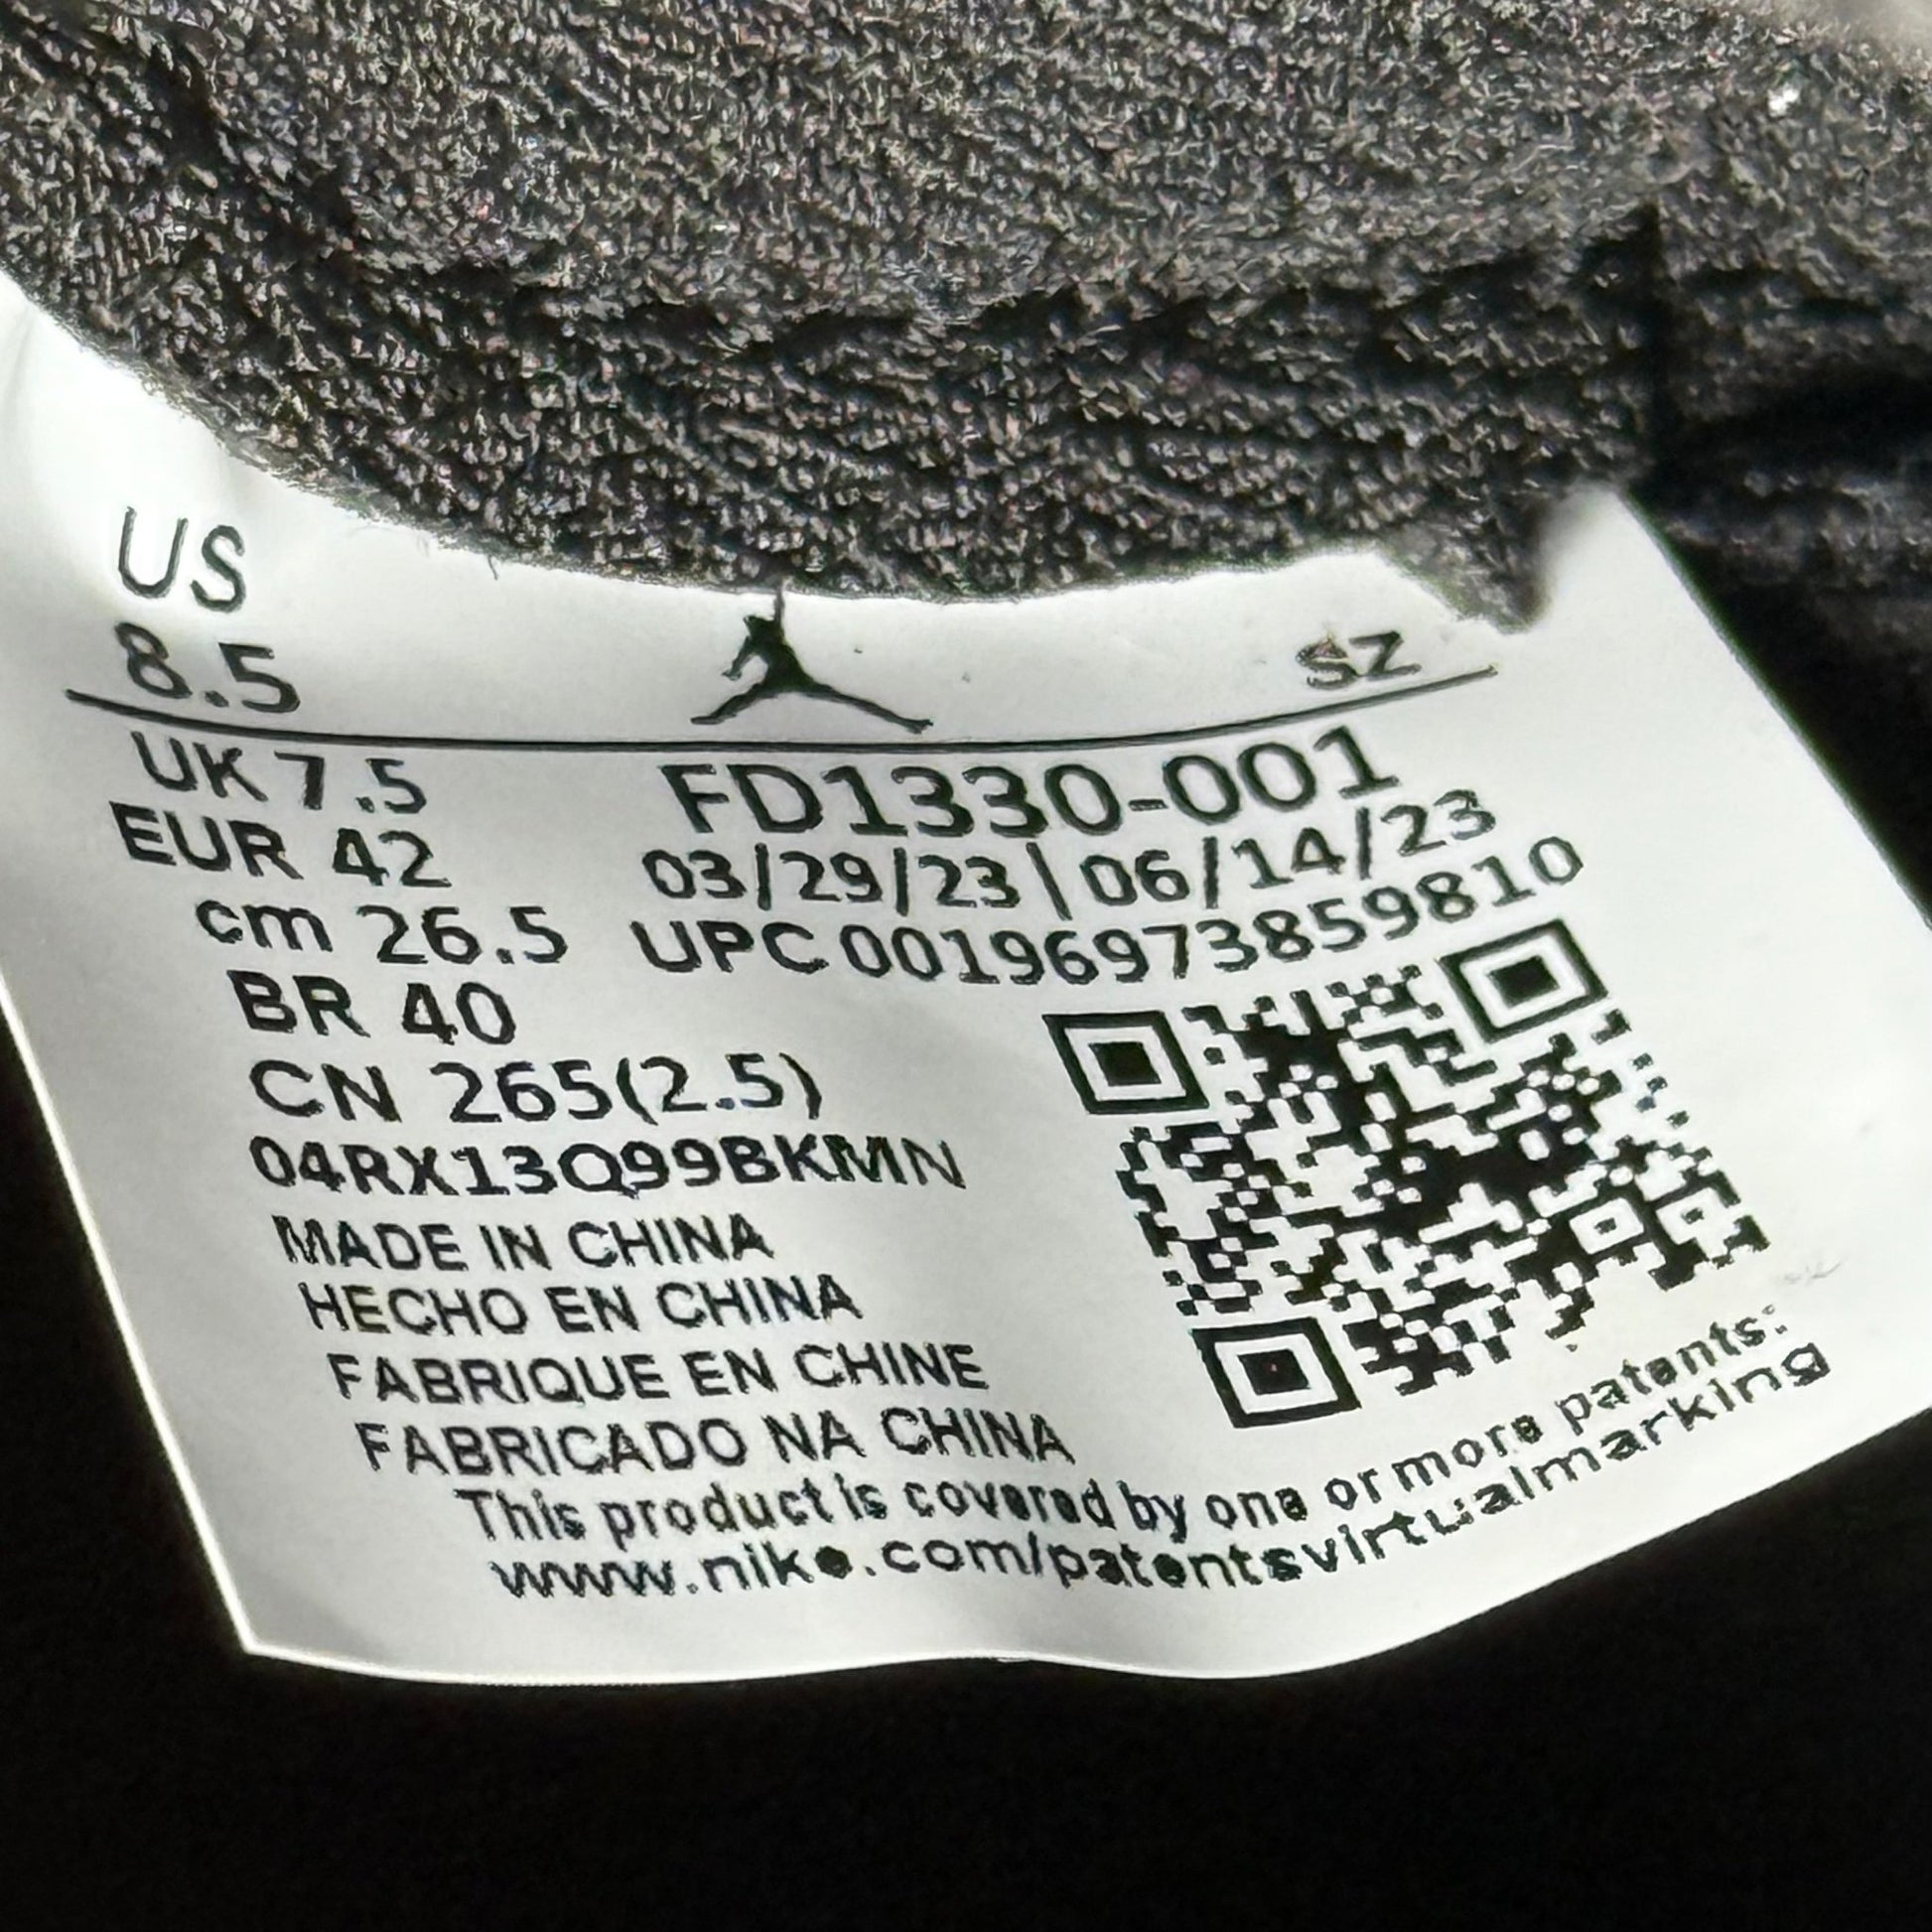 US
8.5
SZ
UK 7.5
FD1330-001
EUR 42
03/29/23|06/14/23
cm 26.5
UPC00196973859810
BR 40
CN 265(2.5)
04RX13Q99BKMN
MADE IN CHINA
HECHO EN CHINA
FABRIQUE EN CHINE
FABRICADO NA CHINA
This product is covered by one or more patents:
www.nike.com/patentsvirtualmarking